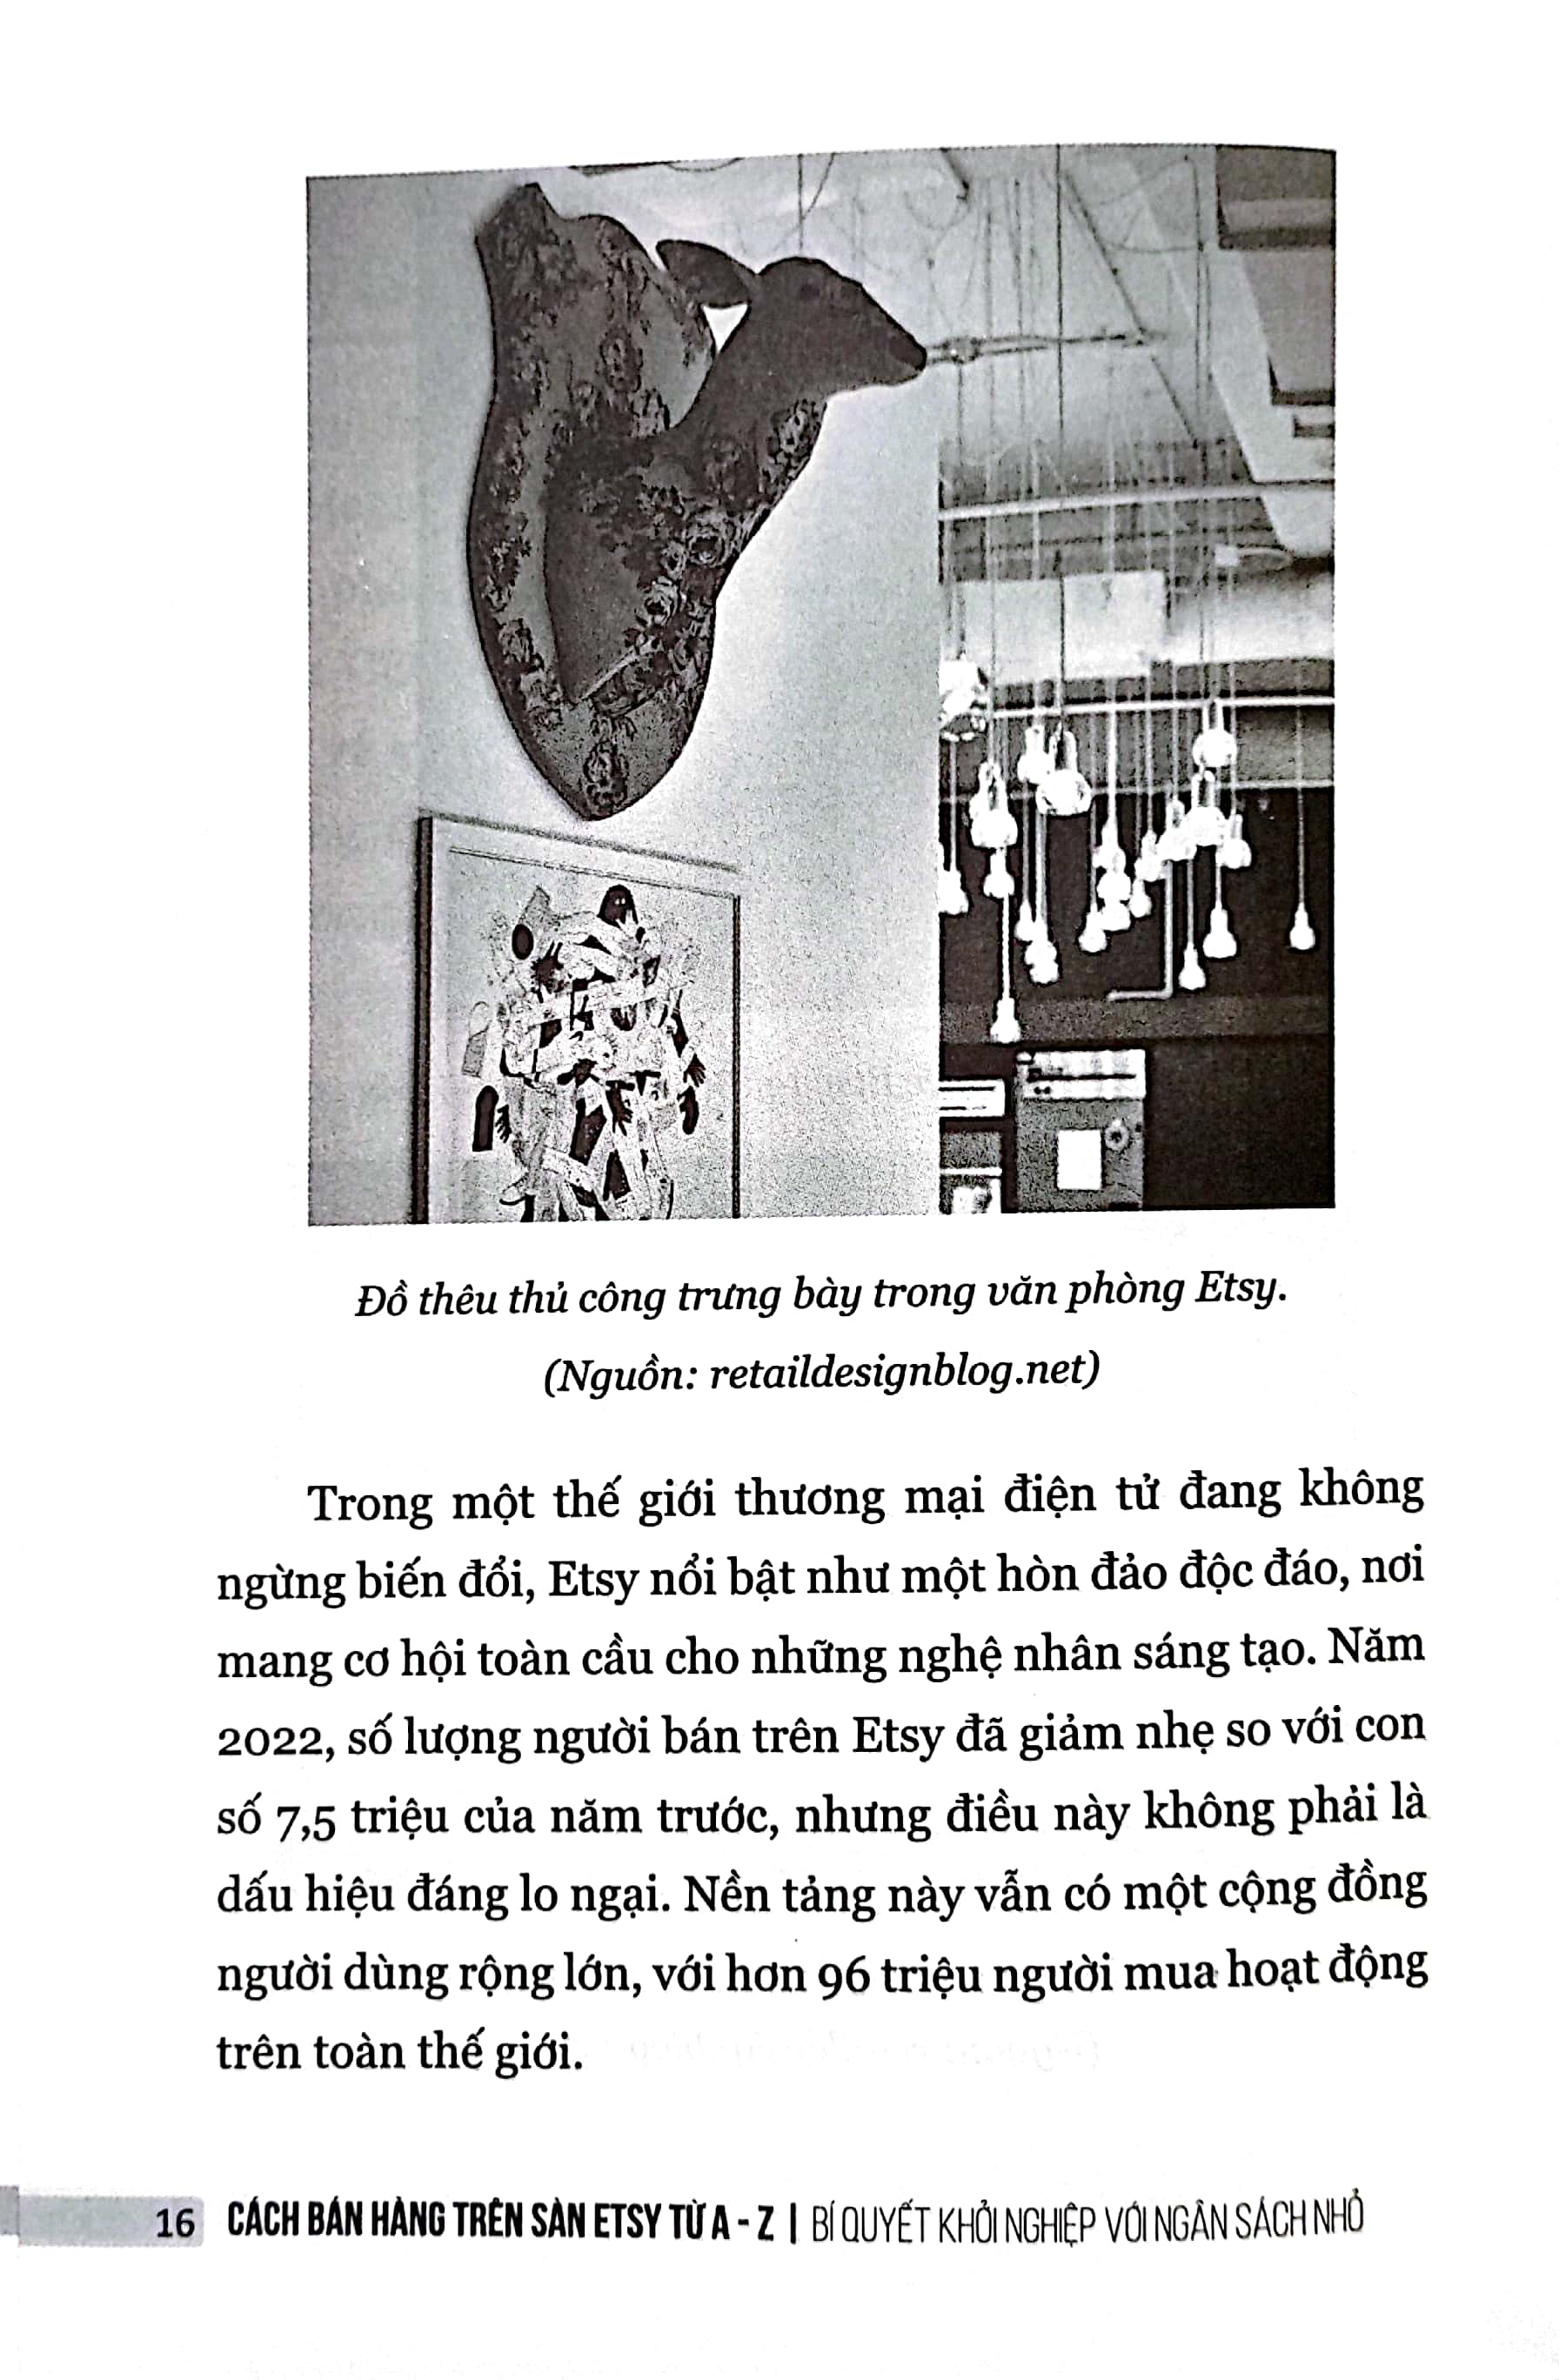 Đồ thêu thủ công trưng bày trong văn phòng Etsy.
(Nguồn: retaildesignblog.net)
Trong một thế giới thương mại điện tử đang không
ngừng biến đổi, Etsy nổi bật như một hòn đảo độc đáo, nơi
mang cơ hội toàn cầu cho những nghệ nhân sáng tạo. Năm
2022, số lượng người bán trên Etsy đã giảm nhẹ so với con
số 7,5 triệu của năm trước, nhưng điều này không phải là
dấu hiệu đáng lo ngại. Nền tảng này vẫn có một cộng đồng
người dùng rộng lớn, với hơn 96 triệu người mua hoạt động
trên toàn thế giới.
16 CÁCH BÁN HÀNG TRÊN SÀN ETSY TỪ A - Z | BÍ QUYẾT KHỞI NGHIỆP VỚI NGÂN SÁCH NHỎ